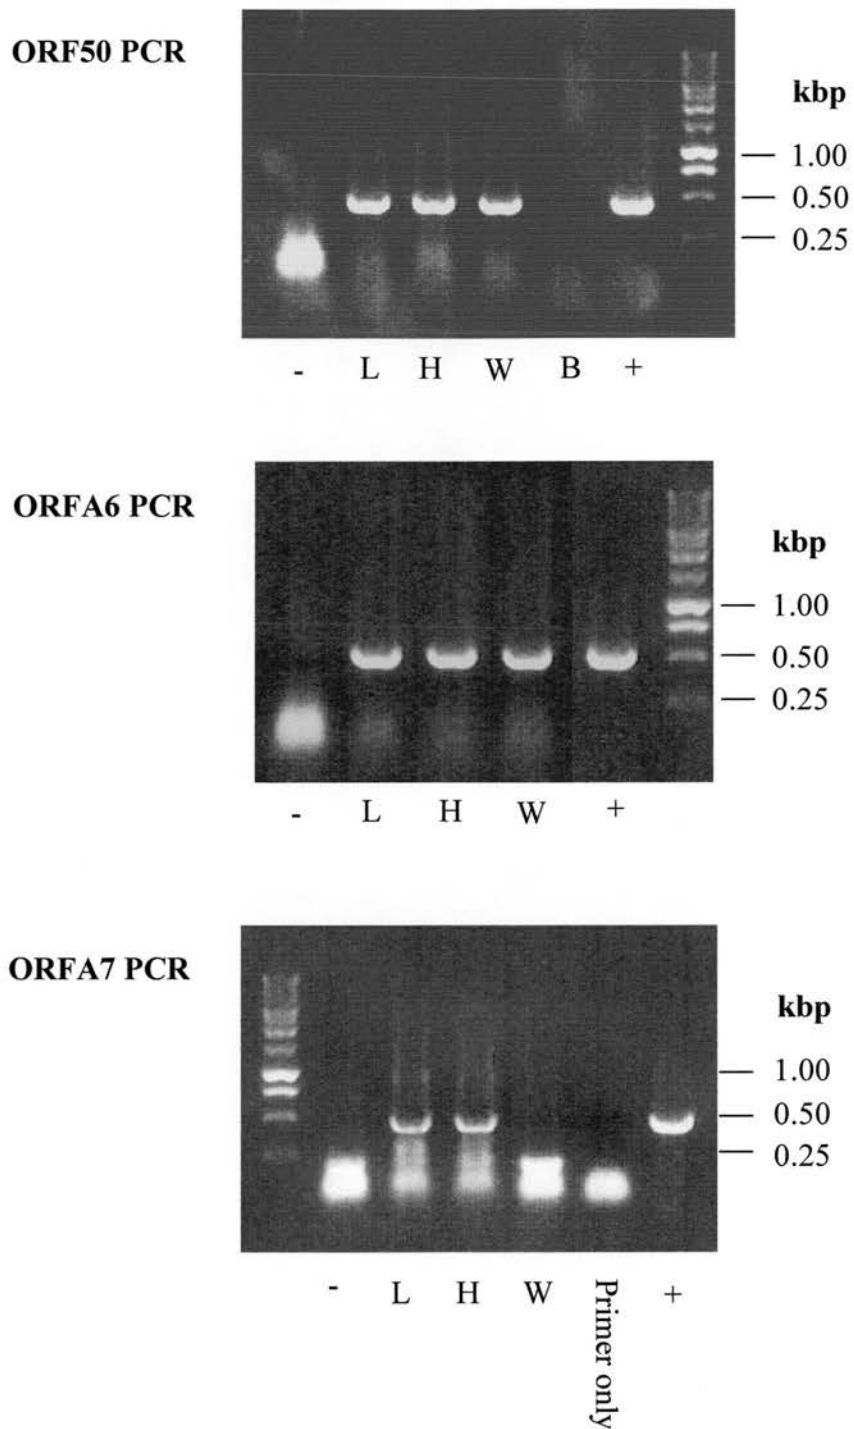 ORF50 PCR
kbp
1.00
0.50
0.25
- L H W B +
ORFA6 PCR
kbp
1.00
0.50
0.25
- L H W +
ORFA7 PCR
kbp
1.00
0.50
0.25
- L H W Primer only +